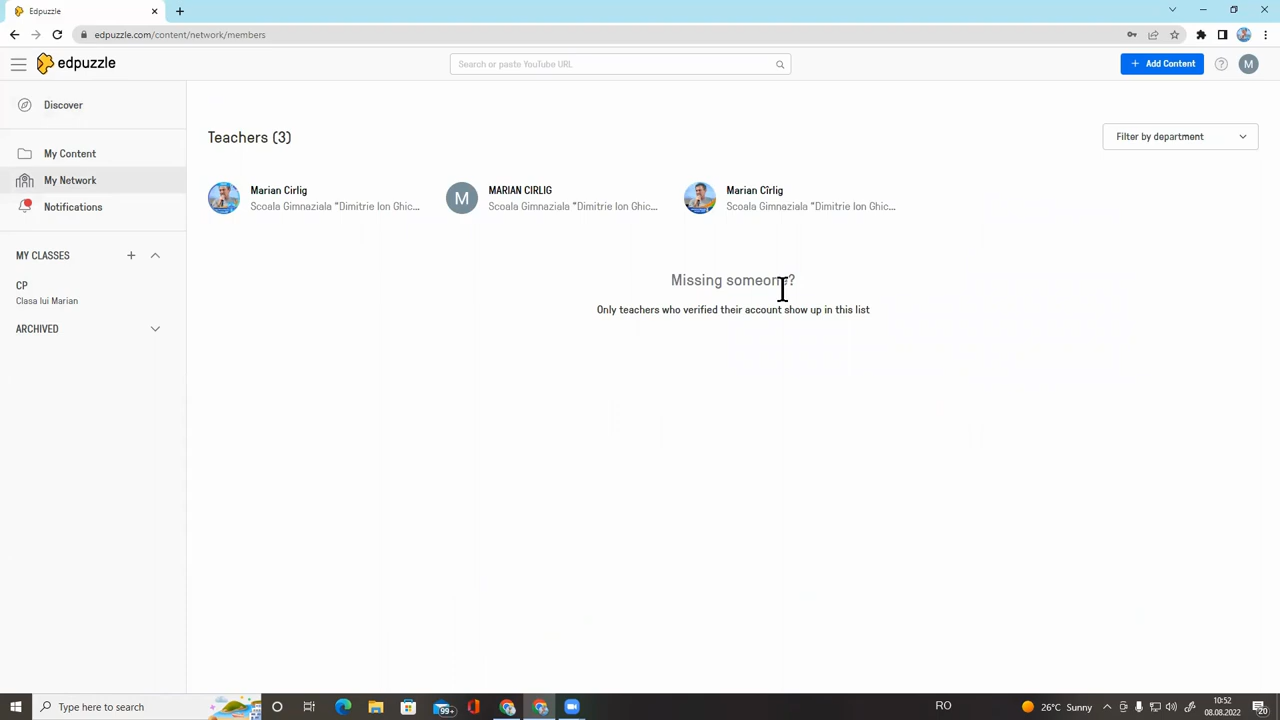 Edpuzzle
edpuzzle.com/content/network/members
edpuzzle
Search or paste YouTube URL
+ Add Content
?
M
Discover
My Content
My Network
Notifications
MY CLASSES
CP
Clasa lui Marian
ARCHIVED
Teachers (3)
Filter by department
Marian Cirlig
Scoala Gimnaziala "Dimitrie Ion Ghic...
M
MARIAN CIRLIG
Scoala Gimnaziala "Dimitrie Ion Ghic...
Marian Cîrlig
Scoala Gimnaziala "Dimitrie Ion Ghic...
Missing someone?
Only teachers who verified their account show up in this list
Type here to search
99+
RO
26°C Sunny
10:52
08.08.2022
20